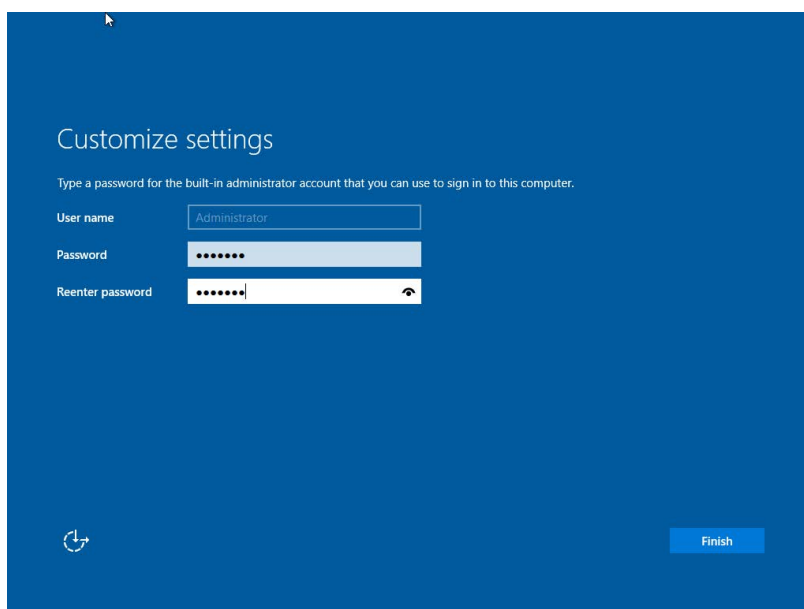 Customize settings
Type a password for the built-in administrator account that you can use to sign in to this computer.
User name
Administrator
Password
•••••••
Reenter password
•••••••
Finish